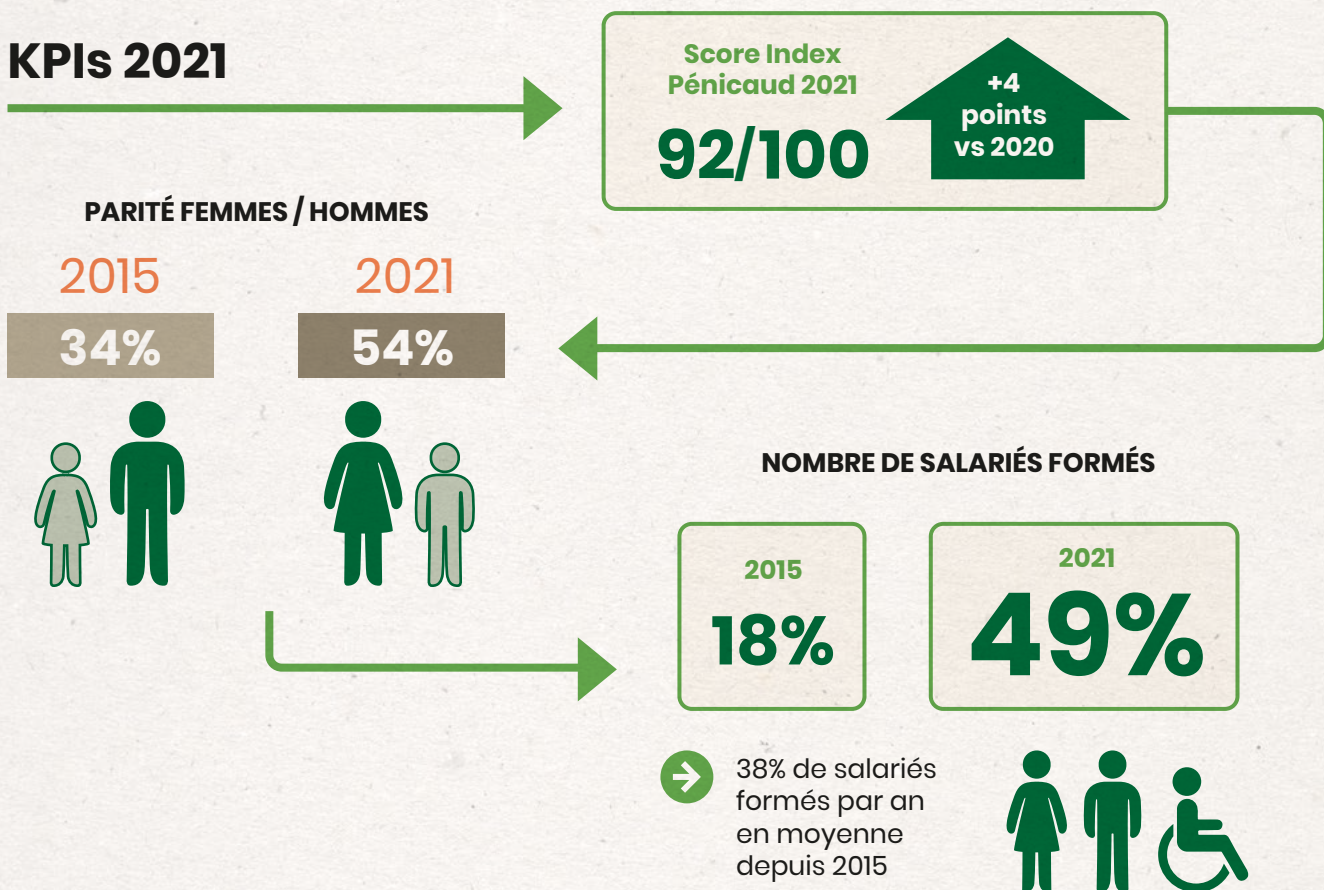 KPIs 2021
Score Index
Pénicaud 2021
92/100
+4
points
vs 2020
PARITÉ FEMMES / HOMMES
2015
2021
34%
54%
NOMBRE DE SALARIÉS FORMÉS
2015
18%
2021
49%
38% de salariés
formés par an
en moyenne
depuis 2015